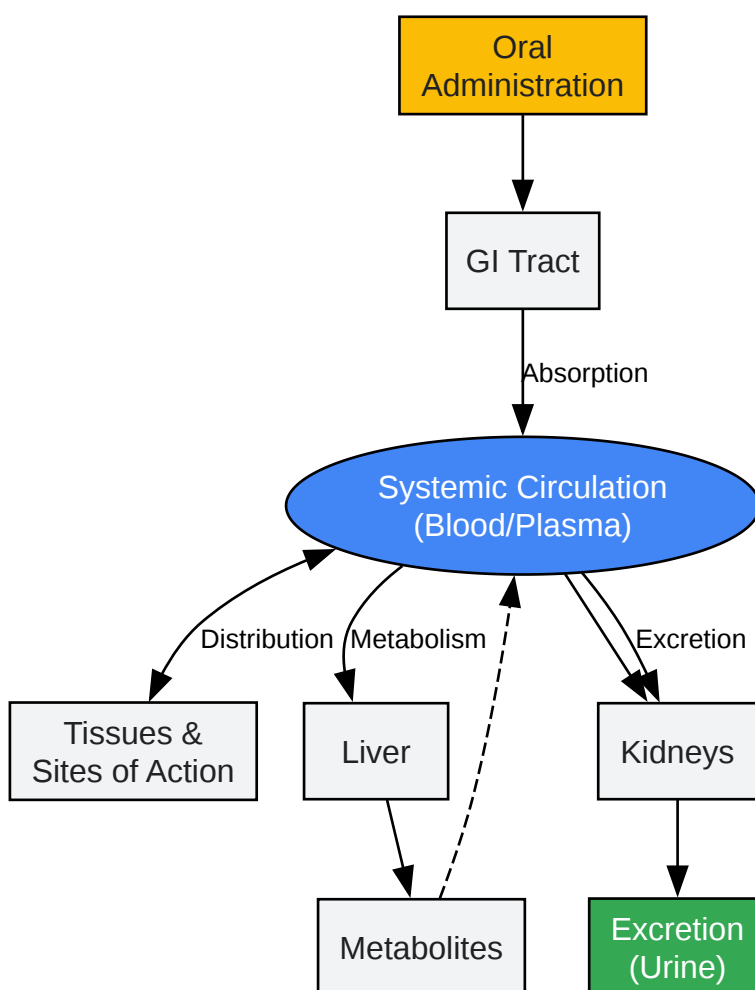 Oral
Administration
GI Tract
Absorption
Systemic Circulation
(Blood/Plasma)
Distribution
Metabolism
Excretion
Tissues &
Sites of Action
Liver
Kidneys
Metabolites
Excretion
(Urine)